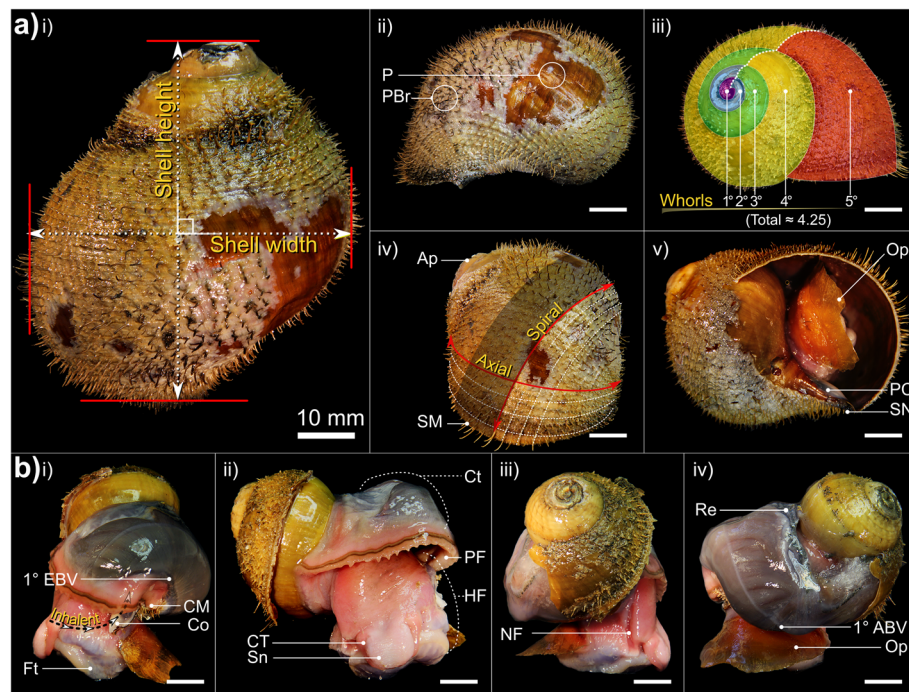 a) i)
Shell height
Shell width
10 mm
ii)
P
PBr
iii)
Whorls
1° 2° 3° 4° 5°
(Total ≈ 4.25)
iv)
Ap
Spiral
Axial
SM
v)
Op
PC
SN
b) i)
1° EBV
Inhalent
CM
Co
Ft
ii)
Ct
PF
HF
CT
Sn
iii)
NF
iv)
Re
1° ABV
Op